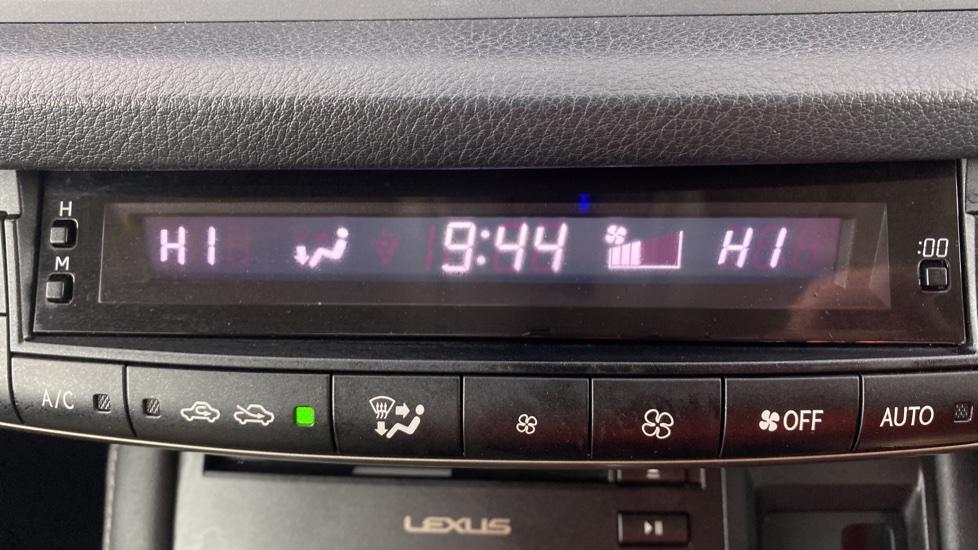 H
M
HI 9:44 HI
:00
A/C OFF AUTO
LEXUS